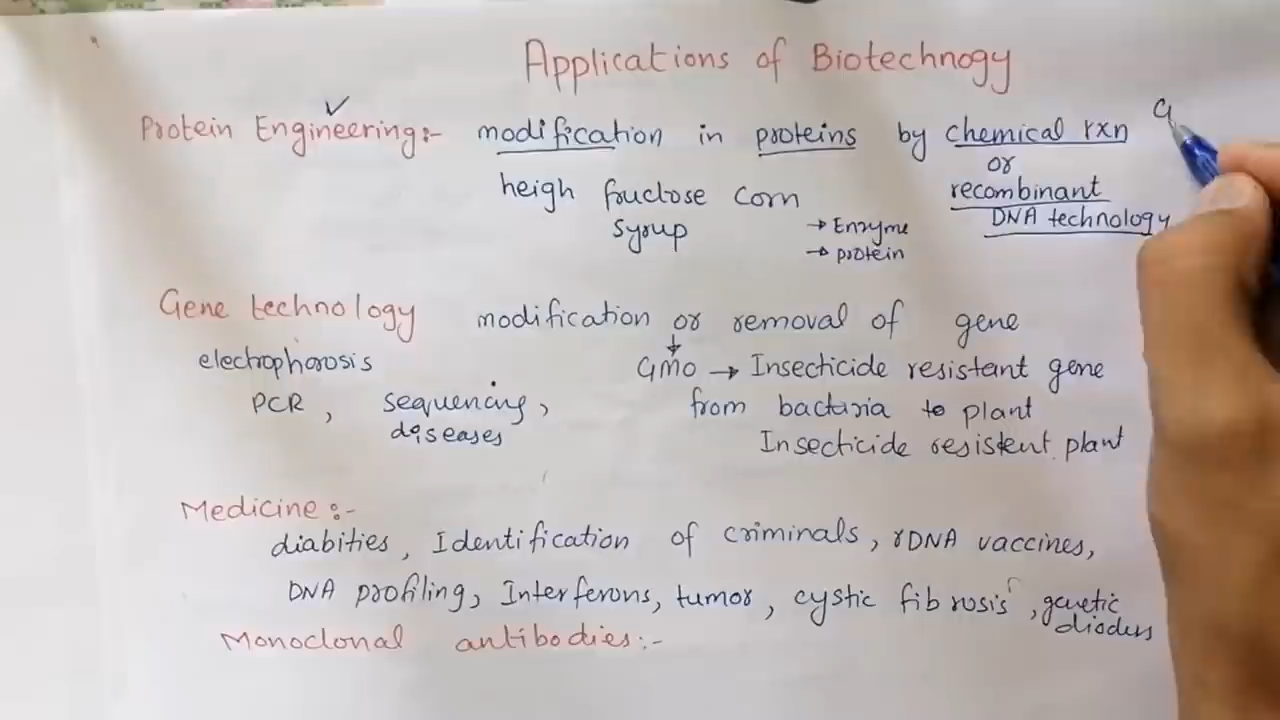 Applications of Biotechnogy
Protein Engineering:- modification in proteins by chemical rxn
or
heigh fructose corn recombinant
syrup → Enzyme DNA technology
→ protein
Gene technology modification or removal of gene
electrophorosis GMO → Insecticide resistant gene
PCR, sequencing, from bacteria to plant
diseases Insecticide resistent plant
Medicine:-
diabities, Identification of criminals, rDNA vaccines,
DNA profiling, Interferons, tumor, cystic fibrosis, genetic
dioders
Monoclonal antibodies:-